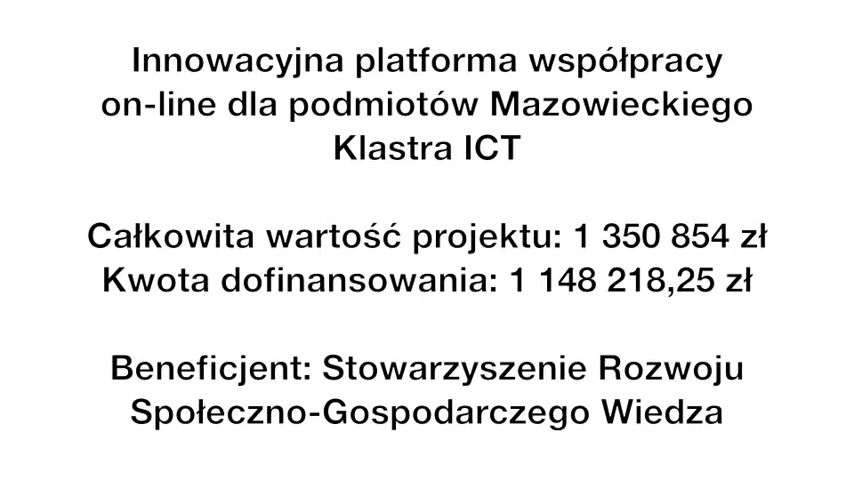 Innowacyjna platforma współpracy
on-line dla podmiotów Mazowieckiego
Klastra ICT
Całkowita wartość projektu: 1 350 854 zł
Kwota dofinansowania: 1 148 218,25 zł
Beneficjent: Stowarzyszenie Rozwoju
Społeczno-Gospodarczego Wiedza